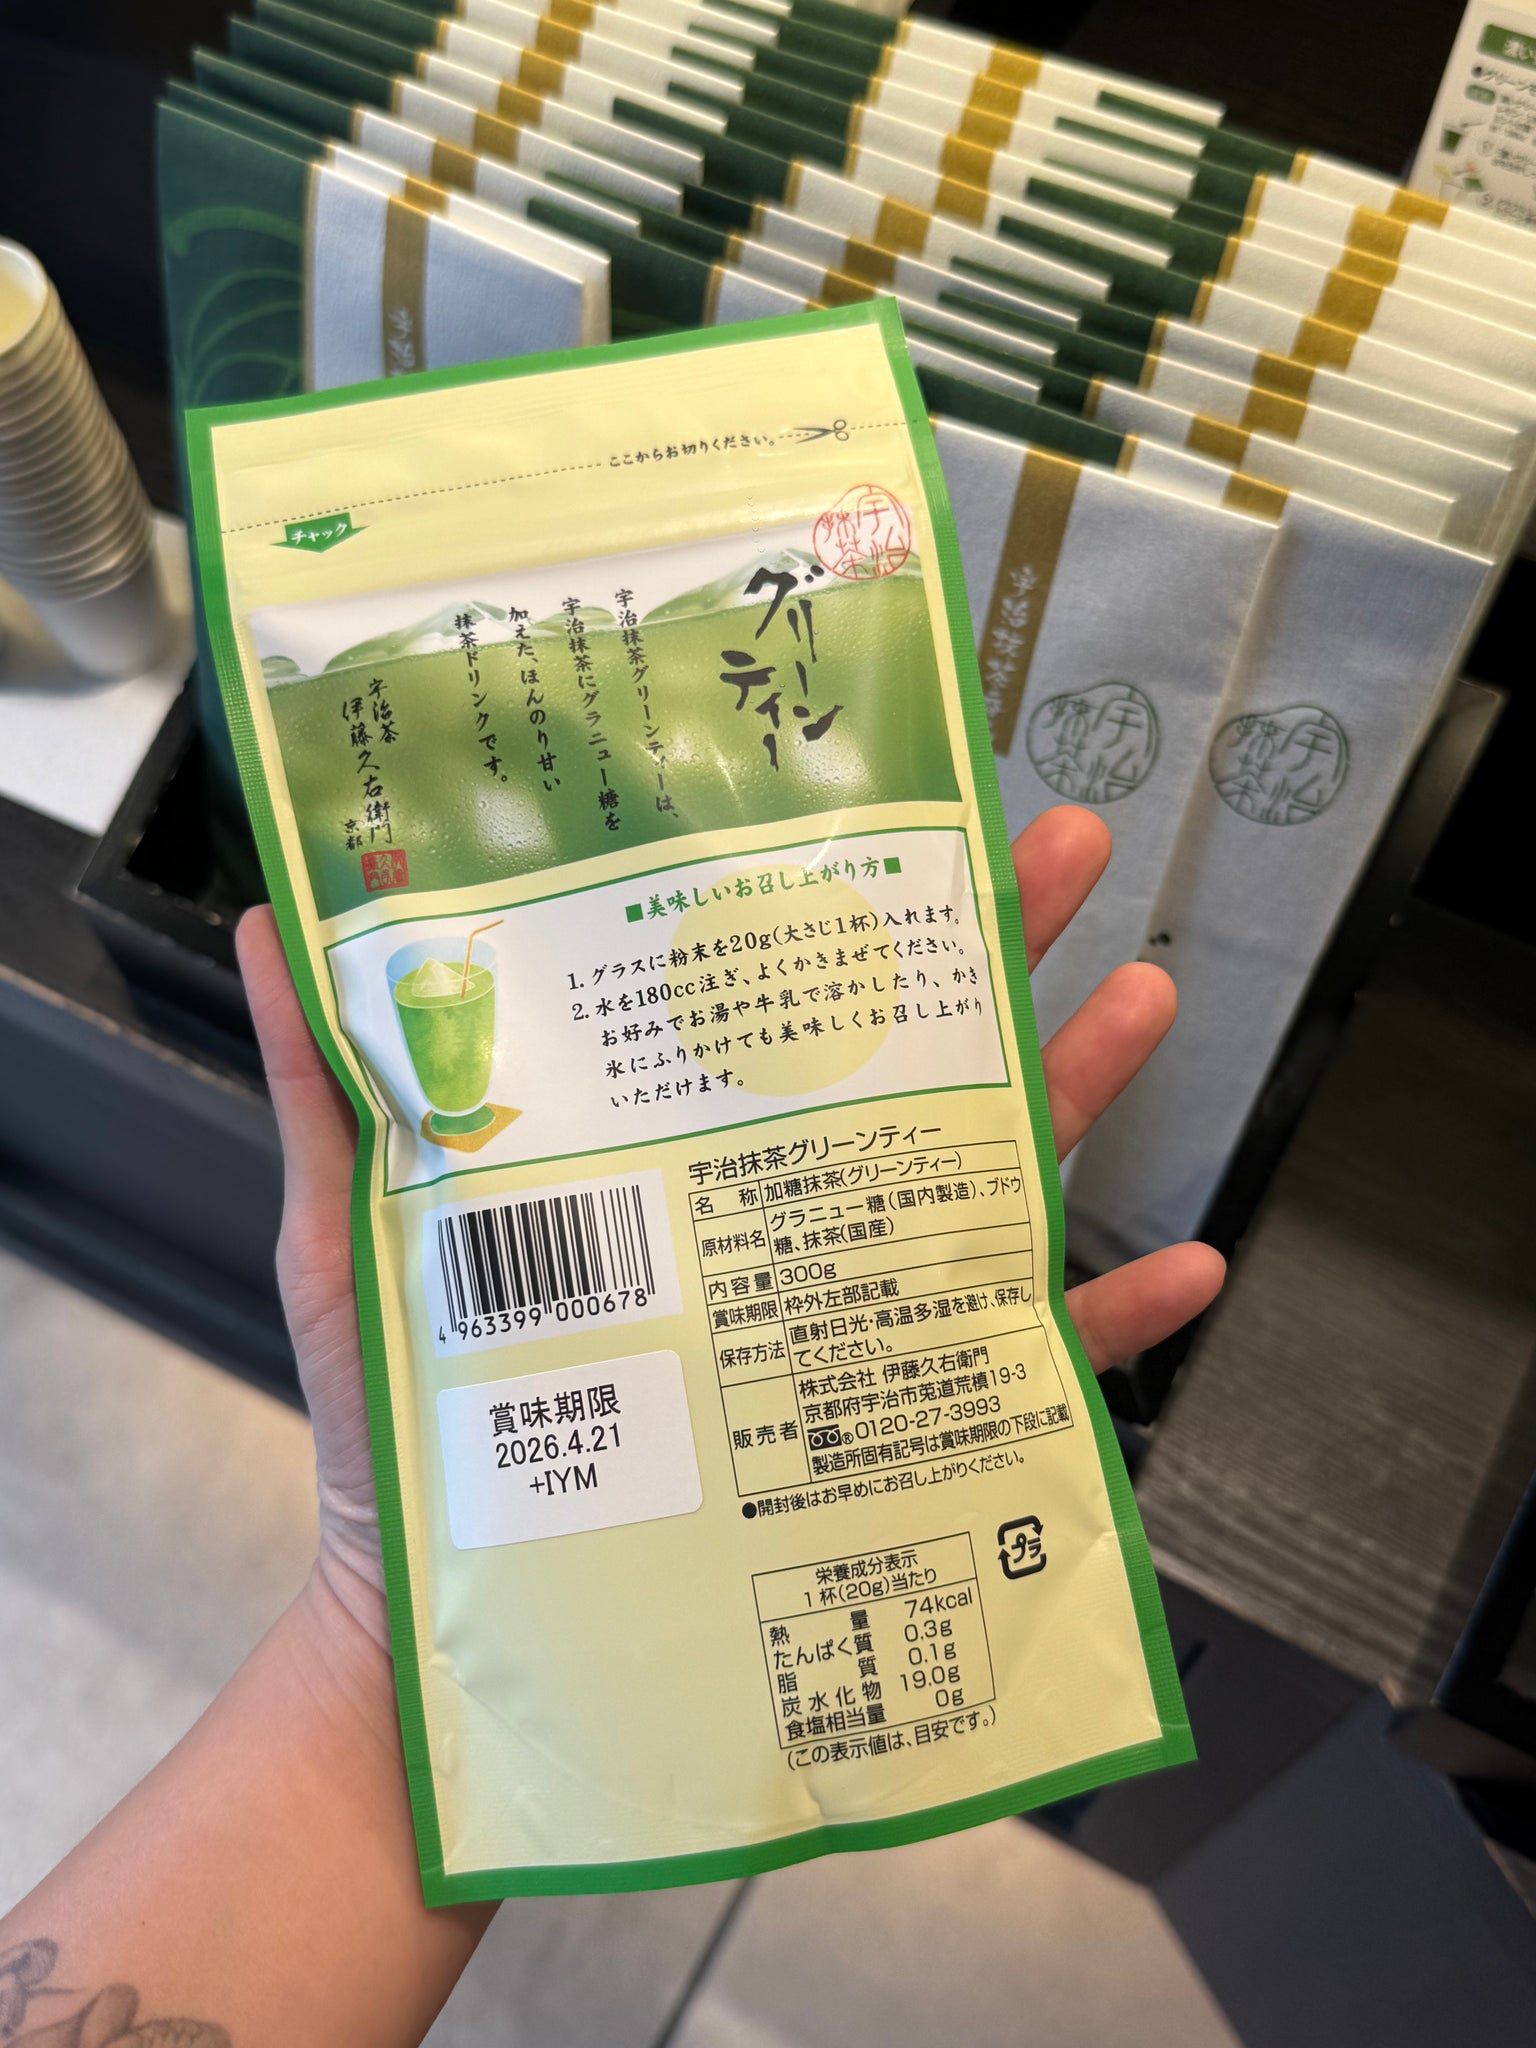 ここからお切りください。
チャック
宇治抹茶
グリーンティー
宇治抹茶グリーンティーは、
宇治抹茶にグラニュー糖を
加えた、ほんのり甘い
抹茶ドリンクです。
宇治茶
伊藤久右衛門
京都
■美味しいお召し上がり方■
1. グラスに粉末を20g(大さじ1杯)入れます。
2. 水を180cc注ぎ、よくかきまぜてください。
お好みでお湯や牛乳で溶かしたり、かき
氷にふりかけても美味しくお召し上がり
いただけます。
宇治抹茶グリーンティー
名 称 加糖抹茶(グリーンティー)
原材料名 グラニュー糖(国内製造)、ブドウ
糖、抹茶(国産)
内容量 300g
賞味期限 枠外左部記載
保存方法 直射日光・高温多湿を避け、保存し
てください。
販売者 株式会社 伊藤久右衛門
京都府宇治市莵道荒槙19-3
®0120-27-3993
製造所固有記号は賞味期限の下段に記載
●開封後はお早めにお召し上がりください。
4 963399 000678
賞味期限
2026.4.21
+IYM
プラ
栄養成分表示
1杯(20g)当たり
熱量 74kcal
たんぱく質 0.3g
脂質 0.1g
炭水化物 19.0g
食塩相当量 0g
(この表示値は、目安です。)
宇治抹茶
宇治抹茶